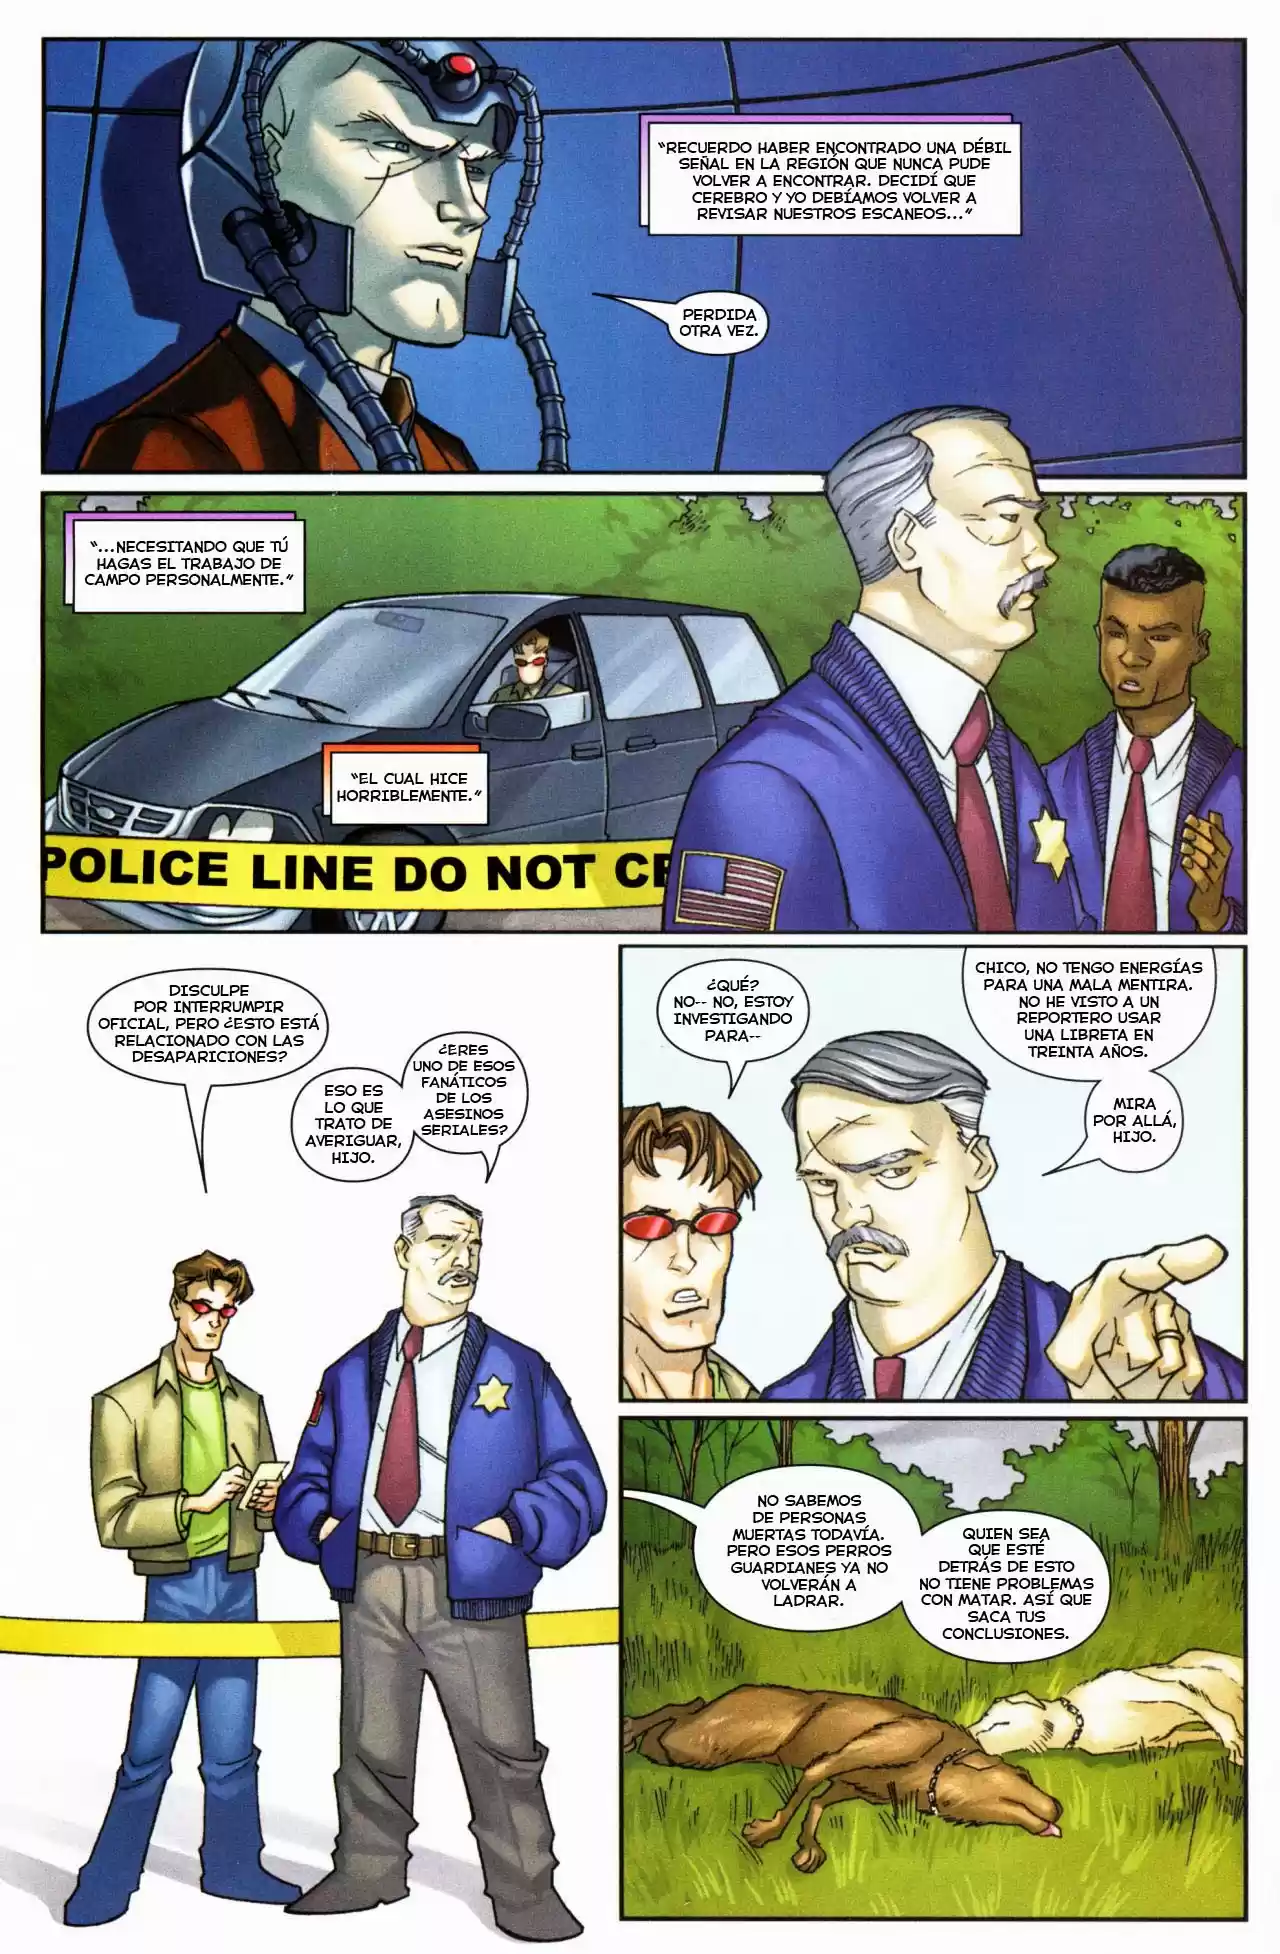 "RECUERDO HABER ENCONTRADO UNA DÉBIL
SEÑAL EN LA REGIÓN QUE NUNCA PUDE
VOLVER A ENCONTRAR. DECIDÍ QUE
CEREBRO Y YO DEBÍAMOS VOLVER A
REVISAR NUESTROS ESCANEOS..."
PERDIDA
OTRA VEZ.
"...NECESITANDO QUE TÚ
HAGAS EL TRABAJO DE
CAMPO PERSONALMENTE."
"EL CUAL HICE
HORRIBLEMENTE."
POLICE LINE DO NOT CR
DISCULPE
POR INTERRUMPIR
OFICIAL, PERO ¿ESTO ESTÁ
RELACIONADO CON LAS
DESAPARICIONES?
ESO ES
LO QUE
TRATO DE
AVERIGUAR,
HIJO.
¿ERES
UNO DE ESOS
FANÁTICOS
DE LOS
ASESINOS
SERIALES?
¿QUÉ?
NO-- NO, ESTOY
INVESTIGANDO
PARA--
CHICO, NO TENGO ENERGÍAS
PARA UNA MALA MENTIRA.
NO HE VISTO A UN
REPORTERO USAR
UNA LIBRETA EN
TREINTA AÑOS.
MIRA
POR ALLÁ,
HIJO.
NO SABEMOS
DE PERSONAS
MUERTAS TODAVÍA.
PERO ESOS PERROS
GUARDIANES YA NO
VOLVERÁN A
LADRAR.
QUIEN SEA
QUE ESTÉ
DETRÁS DE ESTO
NO TIENE PROBLEMAS
CON MATAR. ASÍ QUE
SACA TUS
CONCLUSIONES.